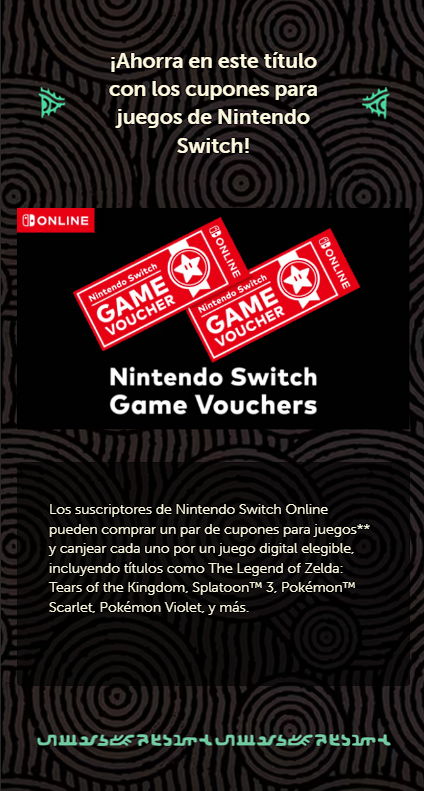 ¡Ahorra en este título
con los cupones para
juegos de Nintendo
Switch!
ONLINE
Nintendo Switch
GAME
VOUCHER
ONLINE
Nintendo Switch
GAME
VOUCHER
ONLINE
Nintendo Switch
Game Vouchers
Los suscriptores de Nintendo Switch Online
pueden comprar un par de cupones para juegos**
y canjear cada uno por un juego digital elegible,
incluyendo títulos como The Legend of Zelda:
Tears of the Kingdom, Splatoon™ 3, Pokémon™
Scarlet, Pokémon Violet, y más.